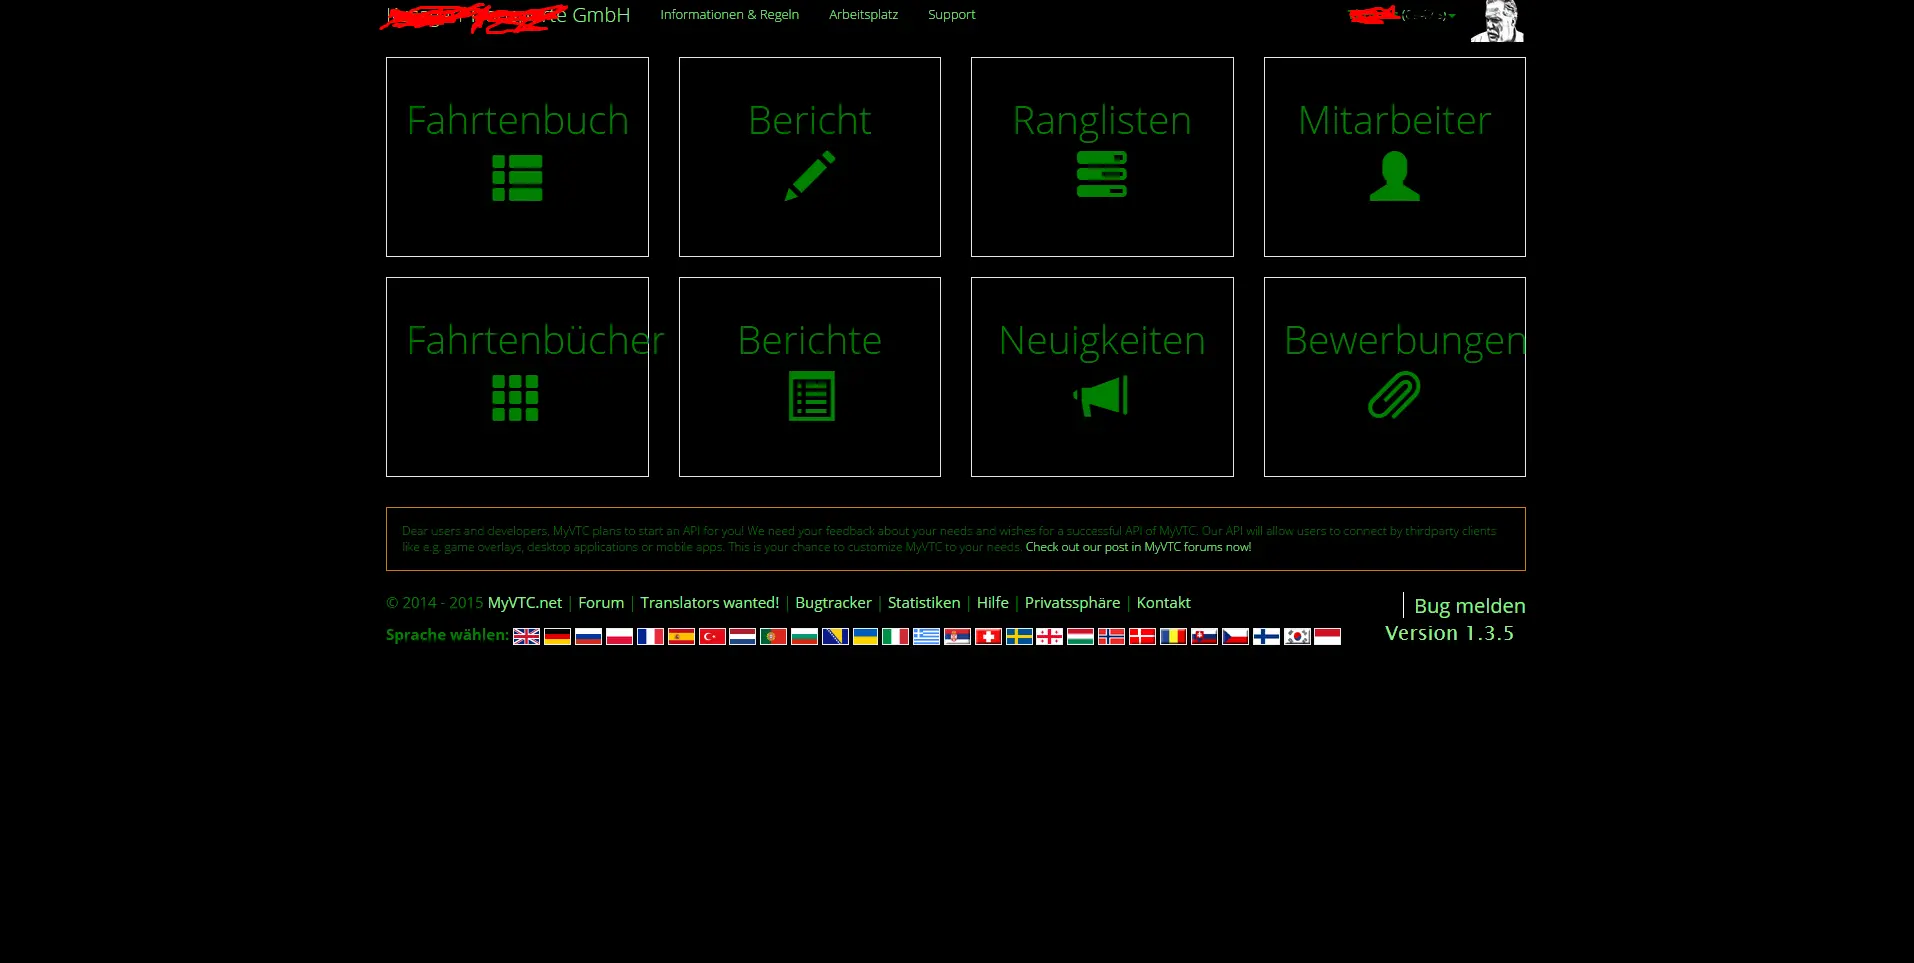 GmbH Informationen & Regeln Arbeitsplatz Support
Fahrtenbuch Bericht Ranglisten Mitarbeiter
Fahrtenbücher Berichte Neuigkeiten Bewerbungen
Dear users and developers, MyVTC plans to start an API for you! We need your feedback about your needs and wishes for a successful API of MyVTC. Our API will allow users to connect by thirdparty clients
like e.g. game overlays, desktop applications or mobile apps. This is your chance to customize MyVTC to your needs. Check out our post in MyVTC forums now!
© 2014 - 2015 MyVTC.net | Forum | Translators wanted! | Bugtracker | Statistiken | Hilfe | Privatssphäre | Kontakt
Bug melden
Sprache wählen:
Version 1.3.5